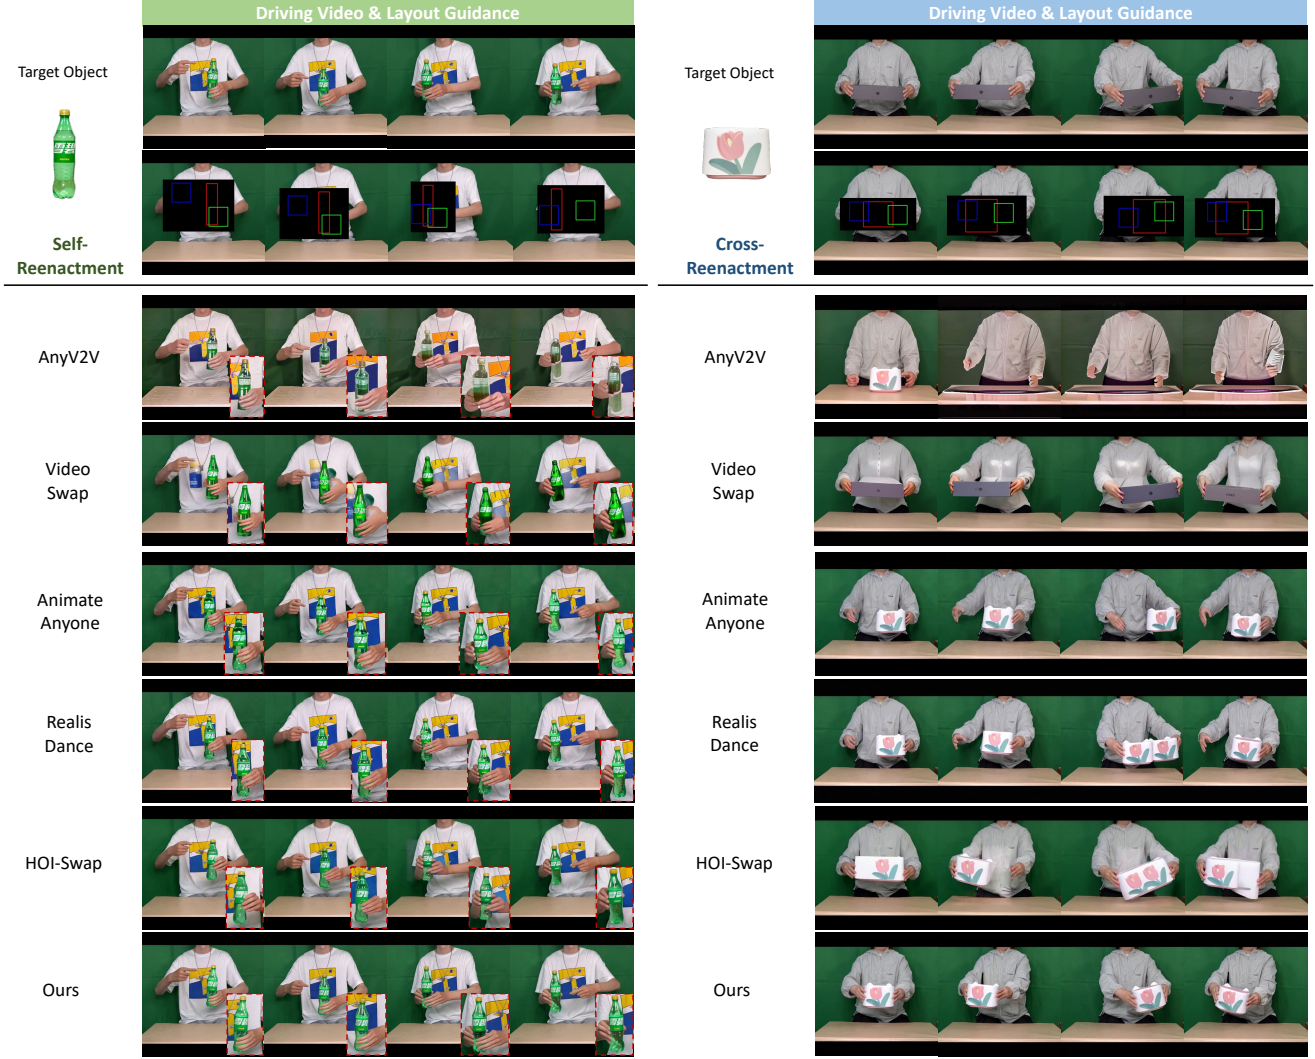 Driving Video & Layout Guidance
Target Object
Self-
Reenactment
AnyV2V
Video
Swap
Animate
Anyone
Realis
Dance
HOI-Swap
Ours
Driving Video & Layout Guidance
Target Object
Cross-
Reenactment
AnyV2V
Video
Swap
Animate
Anyone
Realis
Dance
HOI-Swap
Ours